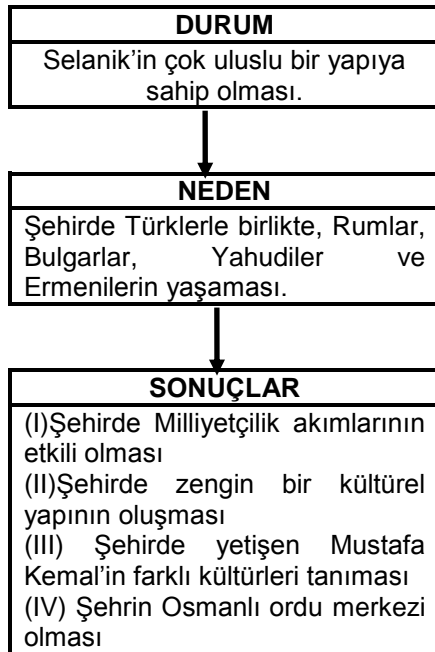 DURUM
Selanik’in çok uluslu bir yapıya
sahip olması.
NEDEN
Şehirde Türklerle birlikte, Rumlar,
Bulgarlar, Yahudiler ve
Ermenilerin yaşaması.
SONUÇLAR
(I)Şehirde Milliyetçilik akımlarının
etkili olması
(II)Şehirde zengin bir kültürel
yapının oluşması
(III) Şehirde yetişen Mustafa
Kemal’in farklı kültürleri tanıması
(IV) Şehrin Osmanlı ordu merkezi
olması